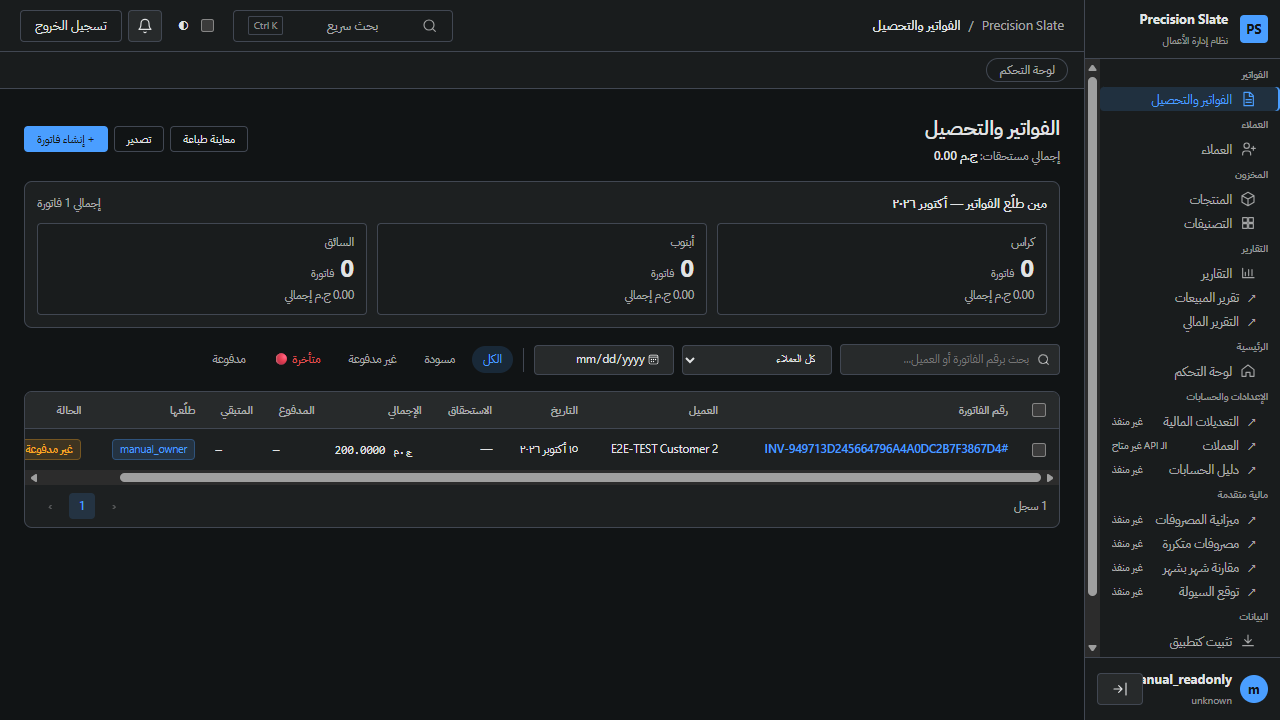 PS
Precision Slate
نظام إدارة الأعمال
الفواتير
الفواتير والتحصيل
العملاء
العملاء
المخزون
المنتجات
التصنيفات
التقارير
التقارير
تقرير المبيعات
التقرير المالي
الرئيسية
لوحة التحكم
الإعدادات والحسابات
التعديلات المالية غير منفذ
العملات الـ API غير متاح
دليل الحسابات غير منفذ
مالية متقدمة
ميزانية المصروفات غير منفذ
مصروفات متكررة غير منفذ
مقارنة شهر بشهر غير منفذ
توقع السيولة غير منفذ
البيانات
تثبيت كتطبيق
m
anual_readonly
unknown
Precision Slate / الفواتير والتحصيل
بحث سريع Ctrl K
تسجيل الخروج
لوحة التحكم
الفواتير والتحصيل
إجمالي مستحقات: ج.م 0.00
معاينة طباعة
تصدير
+ إنشاء فاتورة
مين طلّع الفواتير — أكتوبر ٢٠٢٦
إجمالي 1 فاتورة
كراس
0 فاتورة
0.00 ج.م إجمالي
أبنوب
0 فاتورة
0.00 ج.م إجمالي
السائق
0 فاتورة
0.00 ج.م إجمالي
بحث برقم الفاتورة أو العميل...
كل العملاء
mm/dd/yyyy
الكل
مسودة
غير مدفوعة
متأخرة
مدفوعة
رقم الفاتورة العميل التاريخ الاستحقاق الإجمالي المدفوع المتبقي طلّعها الحالة
#INV-949713D245664796A4A0DC2B7F3867D4 E2E-TEST Customer 2 ١٥ أكتوبر ٢٠٢٦ — ج.م 200.0000 – – manual_owner غير مدفوعة
1 سجل
› 1 ‹